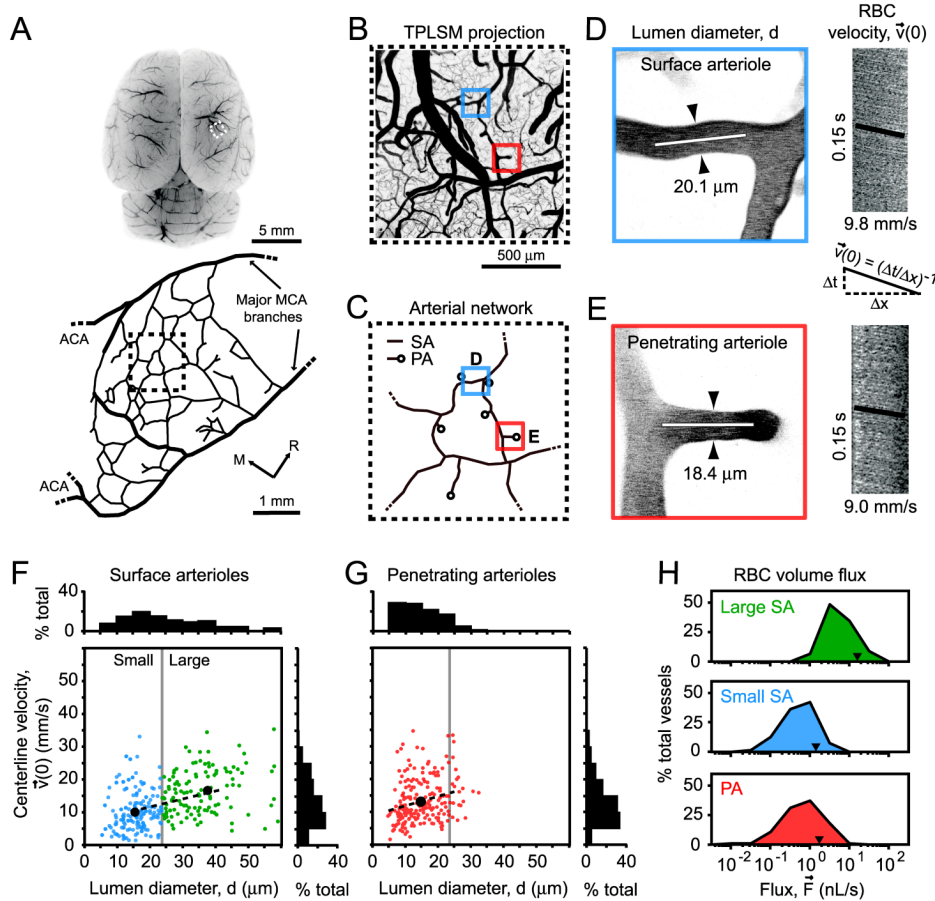 A
5 mm
Major MCA
branches
ACA
ACA
M
R
1 mm
B
TPLSM projection
500 μm
C
Arterial network
SA
PA
D
E
D
Lumen diameter, d
Surface arteriole
20.1 μm
RBC
velocity, v⃗(0)
0.15 s
9.8 mm/s
v⃗(0) = (Δt/Δx)⁻¹
Δt
Δx
E
Penetrating arteriole
18.4 μm
0.15 s
9.0 mm/s
F
Surface arterioles
% total
40
0
Small
Large
Centerline velocity,
v⃗(0) (mm/s)
60
50
40
30
20
10
0
0 10 20 30 40 50 60
Lumen diameter, d (μm)
0 40
% total
G
Penetrating arterioles
0 10 20 30 40 50 60
Lumen diameter, d (μm)
0 40
% total
H
RBC volume flux
% total vessels
50
25
0
Large SA
50
25
0
Small SA
50
25
0
PA
10⁻² 10⁻¹ 10⁰ 10¹ 10²
Flux, F⃗ (nL/s)